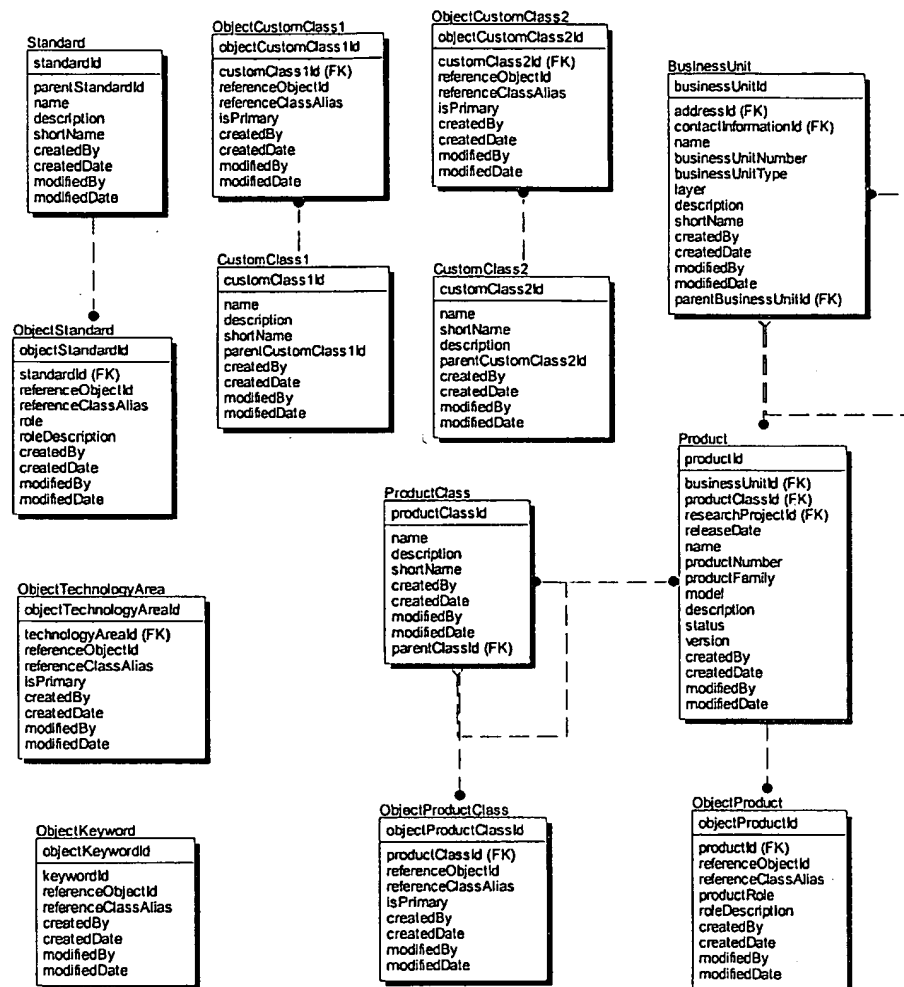 Standard
standardId
parentStandardId
name
description
shortName
createdBy
createdDate
modifiedBy
modifiedDate
ObjectCustomClass1
objectCustomClass1Id
customClass1Id (FK)
referenceObjectId
referenceClassAlias
isPrimary
createdBy
createdDate
modifiedBy
modifiedDate
ObjectCustomClass2
objectCustomClass2Id
customClass2Id (FK)
referenceObjectId
referenceClassAlias
isPrimary
createdBy
createdDate
modifiedBy
modifiedDate
BusinessUnit
businessUnitId
addressId (FK)
contactInformationId (FK)
name
businessUnitNumber
businessUnitType
layer
description
shortName
createdBy
createdDate
modifiedBy
modifiedDate
parentBusinessUnitId (FK)
CustomClass1
customClass1Id
name
description
shortName
parentCustomClass1Id
createdBy
createdDate
modifiedBy
modifiedDate
CustomClass2
customClass2Id
name
shortName
description
parentCustomClass2Id
createdBy
createdDate
modifiedBy
modifiedDate
ObjectStandard
objectStandardId
standardId (FK)
referenceObjectId
referenceClassAlias
role
roleDescription
createdBy
createdDate
modifiedBy
modifiedDate
Product
productId
businessUnitId (FK)
productClassId (FK)
researchProjectId (FK)
releaseDate
name
productNumber
productFamily
model
description
status
version
createdBy
createdDate
modifiedBy
modifiedDate
ProductClass
productClassId
name
description
shortName
createdBy
createdDate
modifiedBy
modifiedDate
parentClassId (FK)
ObjectTechnologyArea
objectTechnologyAreaId
technologyAreaId (FK)
referenceObjectId
referenceClassAlias
isPrimary
createdBy
createdDate
modifiedBy
modifiedDate
ObjectKeyword
objectKeywordId
keywordId
referenceObjectId
referenceClassAlias
createdBy
createdDate
modifiedBy
modifiedDate
ObjectProductClass
objectProductClassId
productClassId (FK)
referenceObjectId
referenceClassAlias
isPrimary
createdBy
createdDate
modifiedBy
modifiedDate
ObjectProduct
objectProductId
productId (FK)
referenceObjectId
referenceClassAlias
productRole
roleDescription
createdBy
createdDate
modifiedBy
modifiedDate